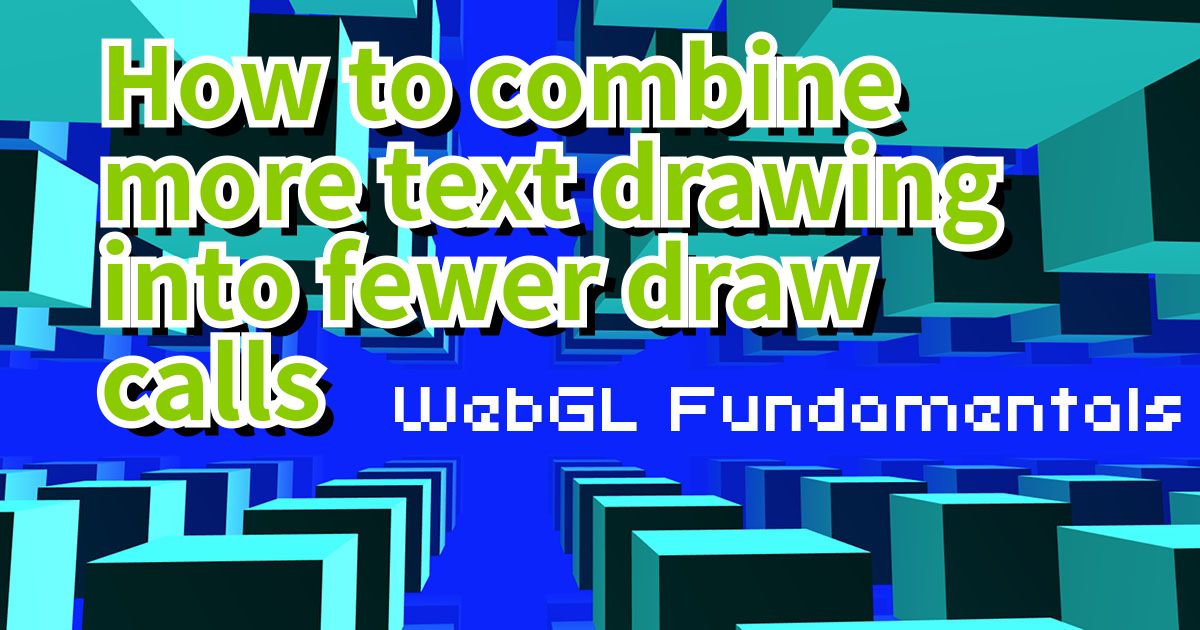 How to combine
more text drawing
into fewer draw
calls
WebGL Fundamentals